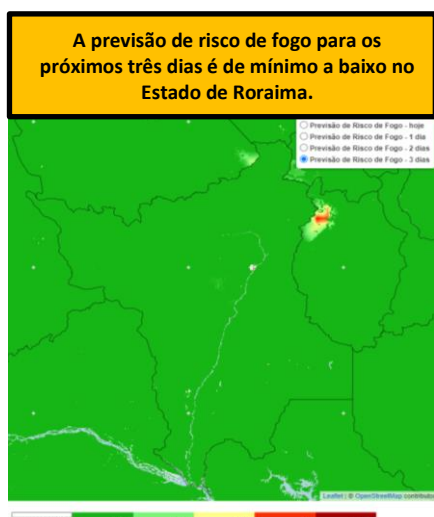 A previsão de risco de fogo para os
próximos três dias é de mínimo a baixo no
Estado de Roraima.
Previsão de Risco de Fogo - hoje
Previsão de Risco de Fogo - 1 dia
Previsão de Risco de Fogo - 2 dias
Previsão de Risco de Fogo - 3 dias
Leaflet | © OpenStreetMap contributor